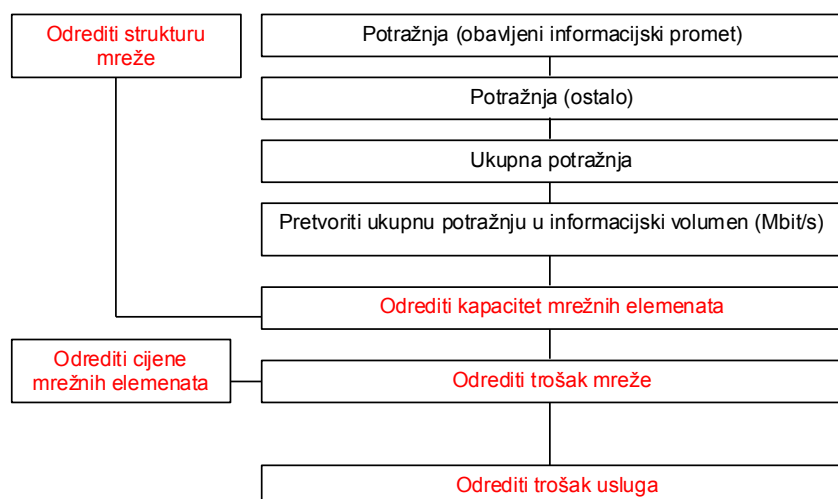 Odrediti strukturu
mreže
Potražnja (obavljeni informacijski promet)
Potražnja (ostalo)
Ukupna potražnja
Pretvoriti ukupnu potražnju u informacijski volumen (Mbit/s)
Odrediti kapacitet mrežnih elemenata
Odrediti cijene
mrežnih elemenata
Odrediti trošak mreže
Odrediti trošak usluga